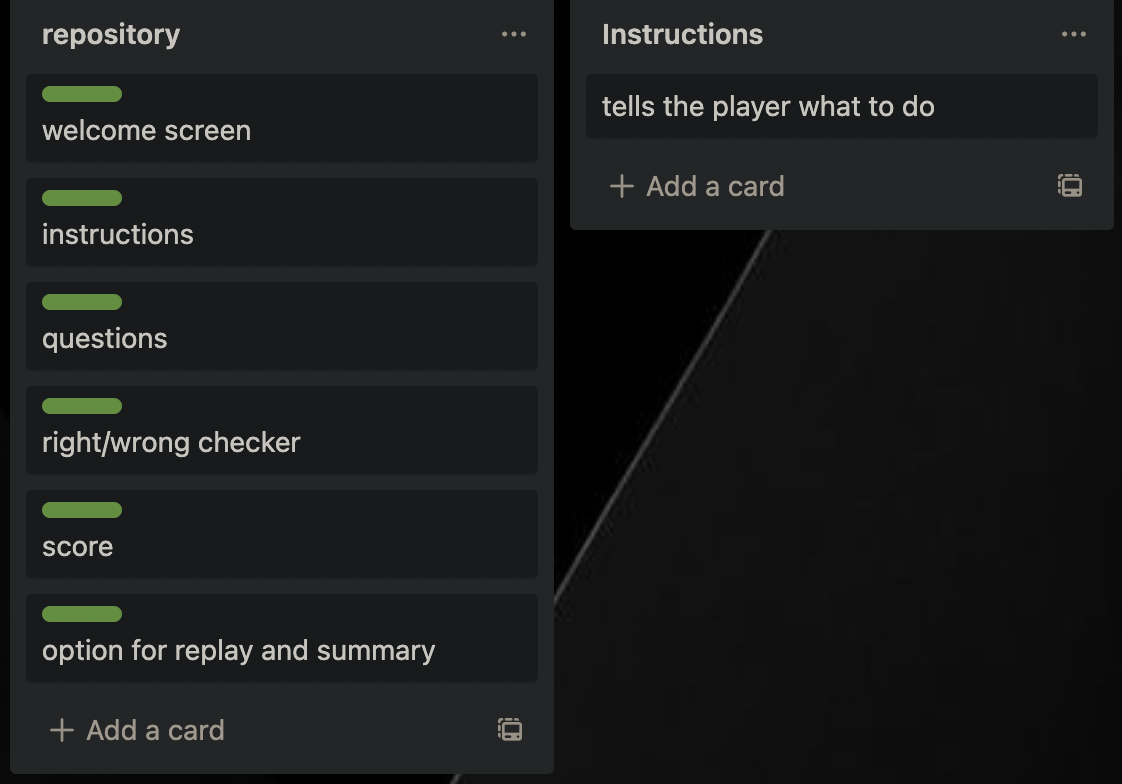 repository
welcome screen
instructions
questions
right/wrong checker
score
option for replay and summary
Add a card
Instructions
tells the player what to do
Add a card